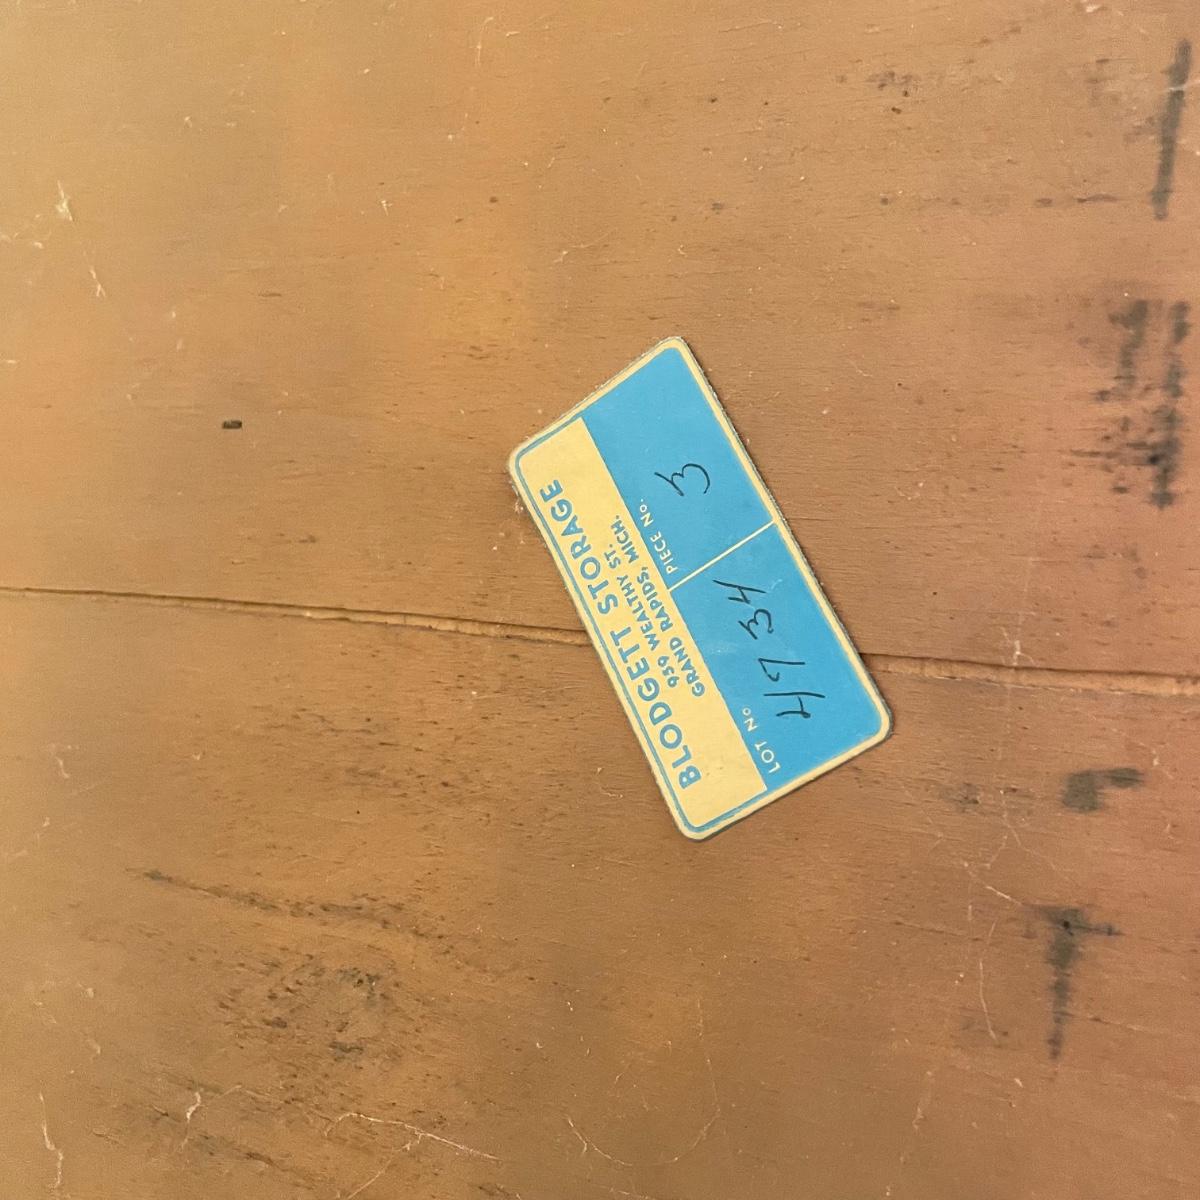 BLODGETT STORAGE
959 WEALTHY ST.
GRAND RAPIDS, MICH.
LOT No 4734
PIECE No. 3